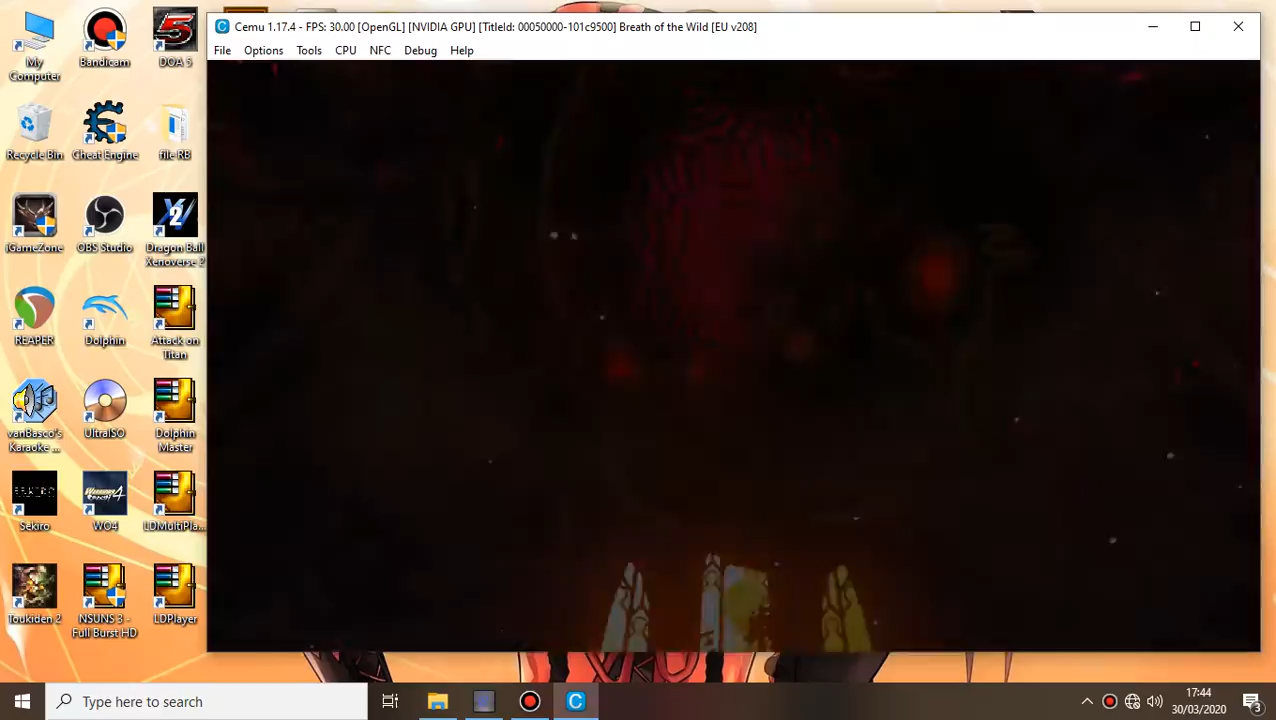 Cemu 1.17.4 - FPS: 30.00 [OpenGL] [NVIDIA GPU] [TitleId: 00050000-101c9500] Breath of the Wild [EU v208]
File Options Tools CPU NFC Debug Help
My Computer
Bandicam
DOA 5
Recycle Bin
Cheat Engine
file RB
iGameZone
OBS Studio
Dragon Ball Xenoverse 2
REAPER
Dolphin
Attack on Titan
vanBasco's Karaoke ...
UltraISO
Dolphin Master
Sekiro
WO4
LDMultiPla...
Toukiden 2
NSUNS 3 - Full Burst HD
LDPlayer
Type here to search
17:44
30/03/2020
3